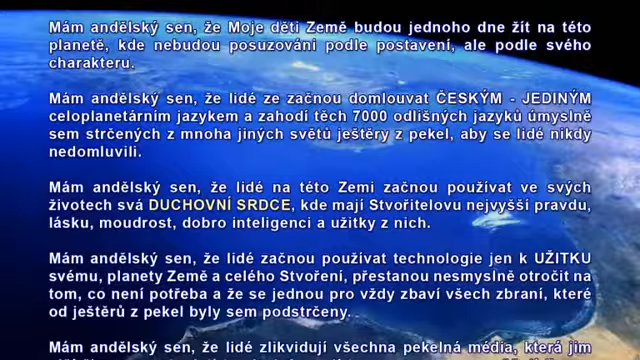 Mám andělský sen, že Moje děti Země budou jednoho dne žít na této
planetě, kde nebudou posuzováni podle postavení, ale podle svého
charakteru.
Mám andělský sen, že lidé ze začnou domlouvat ČESKÝM - JEDINÝM
celoplanetárním jazykem a zahodí těch 7000 odlišných jazyků úmyslně
sem strčených z mnoha jiných světů ještěry z pekel, aby se lidé nikdy
nedomluvili.
Mám andělský sen, že lidé na této Zemi začnou používat ve svých
životech svá DUCHOVNÍ SRDCE, kde mají Stvořitelovu nejvyšší pravdu,
lásku, moudrost, dobro inteligenci a užitky z nich.
Mám andělský sen, že lidé začnou používat technologie jen k UŽITKU
svému, planety Země a celého Stvoření, přestanou nesmyslně otročit na
tom, co není potřeba a že se jednou pro vždy zbaví všech zbraní, které
od ještěrů z pekel byly sem podstrčeny.
Mám andělský sen, že lidé zlikvidují všechna pekelná média, která jim